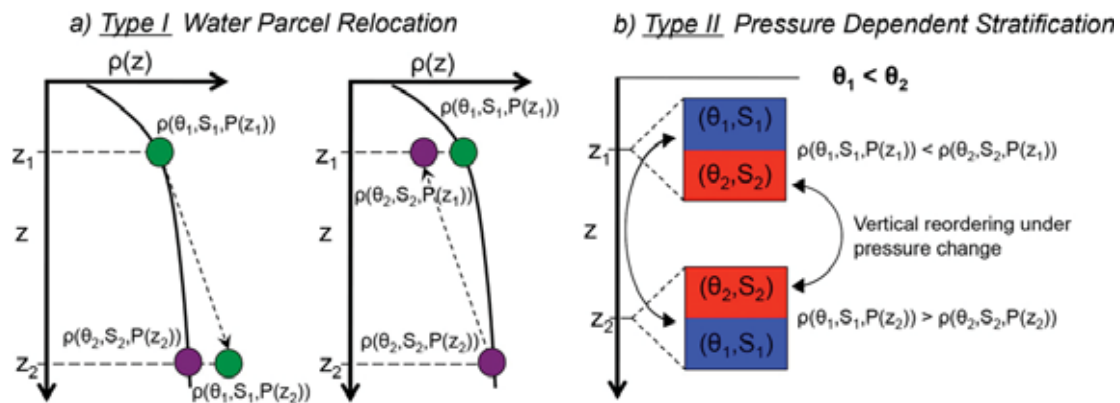 a) Type I Water Parcel Relocation
ρ(z)
ρ(θ₁,S₁,P(z₁))
z₁
z
ρ(θ₂,S₂,P(z₂))
z₂
ρ(θ₁,S₁,P(z₂))
ρ(z)
ρ(θ₁,S₁,P(z₁))
z₁
ρ(θ₂,S₂,P(z₁))
z
ρ(θ₂,S₂,P(z₂))
z₂
b) Type II Pressure Dependent Stratification
θ₁ < θ₂
(θ₁,S₁)
z₁
ρ(θ₁,S₁,P(z₁)) < ρ(θ₂,S₂,P(z₁))
(θ₂,S₂)
z
Vertical reordering under
pressure change
(θ₂,S₂)
z₂
ρ(θ₁,S₁,P(z₂)) > ρ(θ₂,S₂,P(z₂))
(θ₁,S₁)